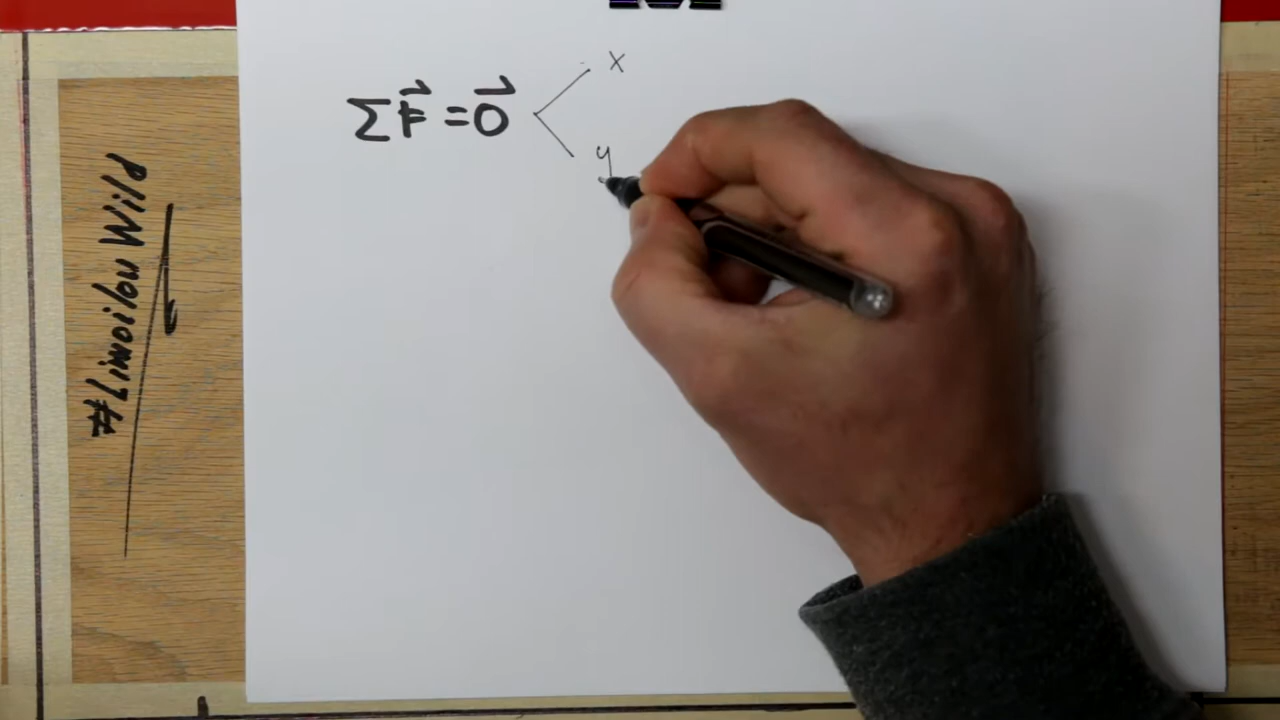 x
ΣF⃗ = 0⃗
y
#Limoilou Wild